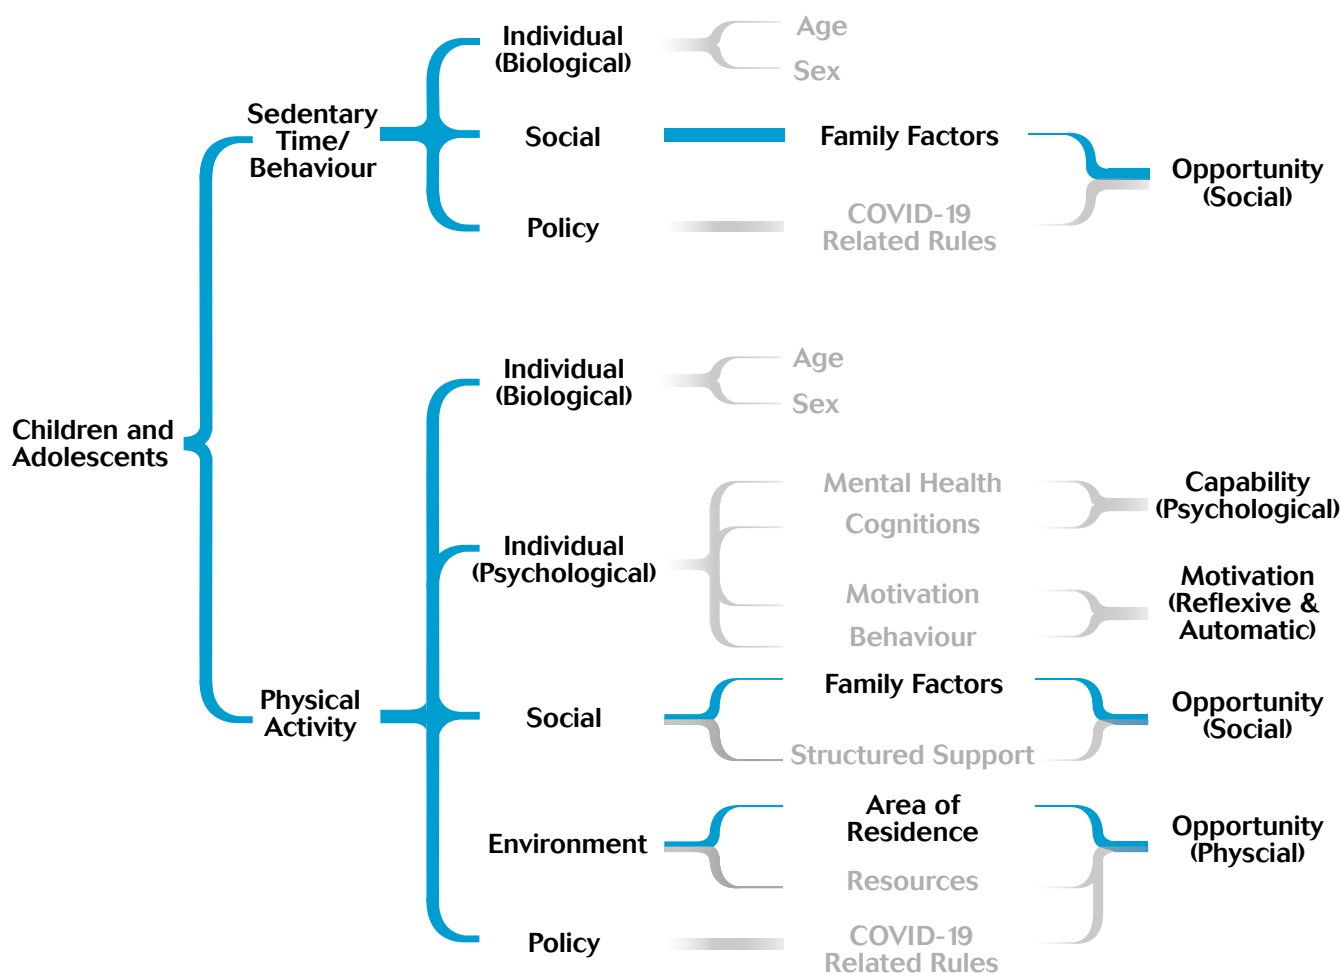 Children and
Adolescents
Sedentary
Time/
Behaviour
Individual
(Biological)
Age
Sex
Social
Family Factors
Opportunity
(Social)
Policy
COVID-19
Related Rules
Physical
Activity
Individual
(Biological)
Age
Sex
Individual
(Psychological)
Mental Health
Cognitions
Capability
(Psychological)
Motivation
Behaviour
Motivation
(Reflexive &
Automatic)
Social
Family Factors
Structured Support
Opportunity
(Social)
Environment
Area of
Residence
Resources
Opportunity
(Physcial)
Policy
COVID-19
Related Rules